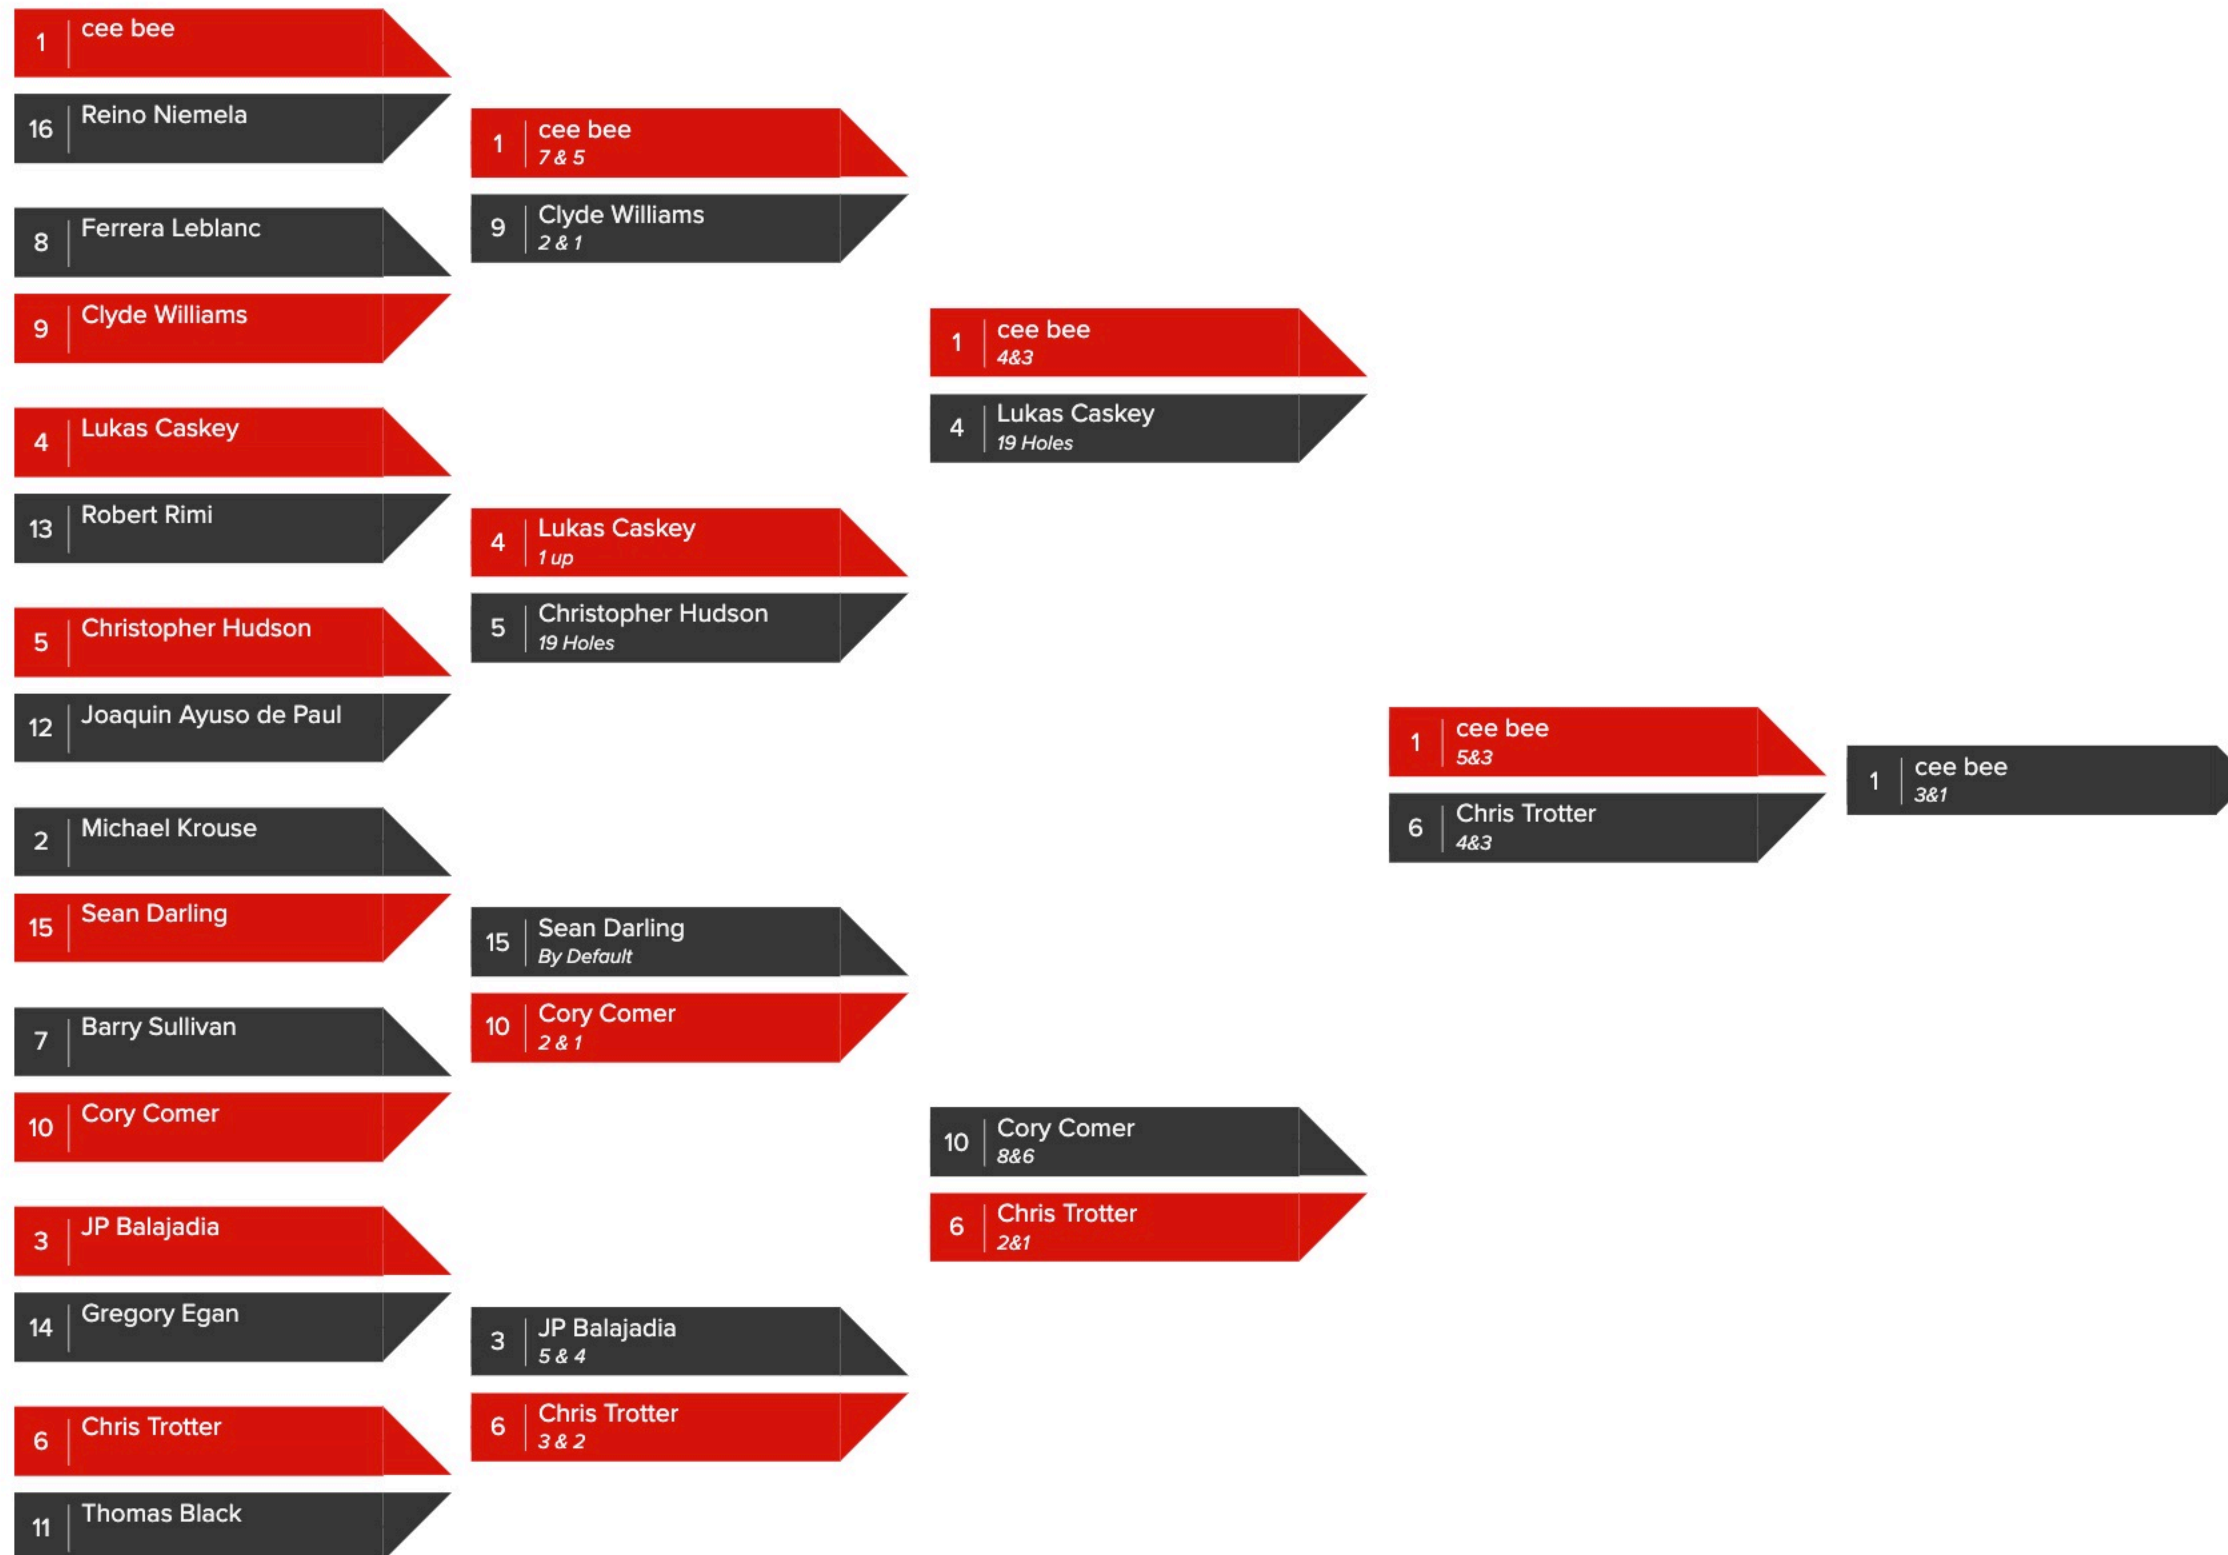 1 cee bee
16 Reino Niemela
8 Ferrera Leblanc
9 Clyde Williams
4 Lukas Caskey
13 Robert Rimi
5 Christopher Hudson
12 Joaquin Ayuso de Paul
2 Michael Krouse
15 Sean Darling
7 Barry Sullivan
10 Cory Comer
3 JP Balajadia
14 Gregory Egan
6 Chris Trotter
11 Thomas Black
1 cee bee
7 & 5
9 Clyde Williams
2 & 1
4 Lukas Caskey
1 up
5 Christopher Hudson
19 Holes
15 Sean Darling
By Default
10 Cory Comer
2 & 1
3 JP Balajadia
5 & 4
6 Chris Trotter
3 & 2
1 cee bee
4&3
4 Lukas Caskey
19 Holes
10 Cory Comer
8&6
6 Chris Trotter
2&1
1 cee bee
5&3
6 Chris Trotter
4&3
1 cee bee
3&1